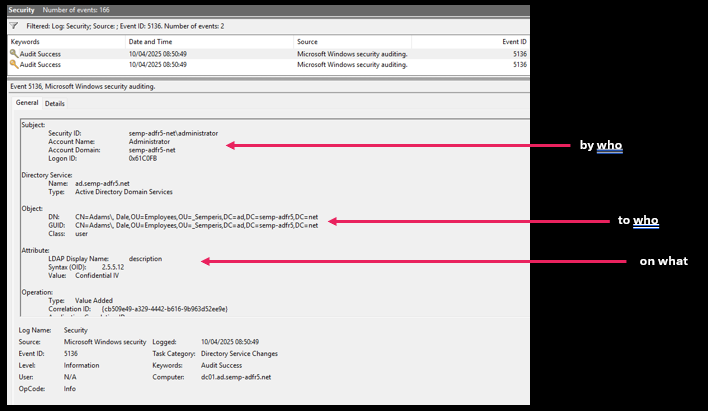 Security Number of events: 166
Filtered: Log: Security; Source: ; Event ID: 5136. Number of events: 2
Keywords Date and Time Source Event ID
Audit Success 10/04/2025 08:50:49 Microsoft Windows security auditing. 5136
Audit Success 10/04/2025 08:50:49 Microsoft Windows security auditing. 5136
Event 5136, Microsoft Windows security auditing.
General Details
Subject:
Security ID: semp-adfr5-net\administrator
Account Name: Administrator
Account Domain: semp-adfr5-net
Logon ID: 0x61C0FB
by who
Directory Service:
Name: ad.semp-adfr5.net
Type: Active Directory Domain Services
Object:
DN: CN=Adams\, Dale,OU=Employees,OU=_Semperis,DC=ad,DC=semp-adfr5,DC=net
GUID: CN=Adams\, Dale,OU=Employees,OU=_Semperis,DC=ad,DC=semp-adfr5,DC=net
Class: user
to who
Attribute:
LDAP Display Name: description
Syntax (OID): 2.5.5.12
Value: Confidential IV
on what
Operation:
Type: Value Added
Correlation ID: {cb509e49-a329-4442-b616-9b963d52ee9e}
Log Name: Security
Source: Microsoft Windows security Logged: 10/04/2025 08:50:49
Event ID: 5136 Task Category: Directory Service Changes
Level: Information Keywords: Audit Success
User: N/A Computer: dc01.ad.semp-adfr5.net
OpCode: Info